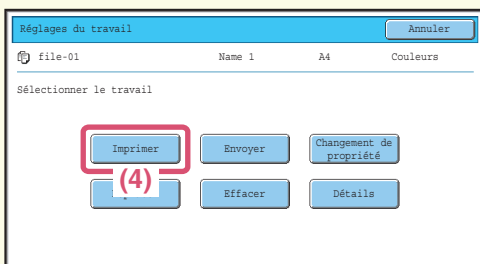 Réglages du travail
Annuler
file-01 Name 1 A4 Couleurs
Sélectionner le travail
Imprimer Envoyer Changement de
propriété
(4)
Effacer Détails